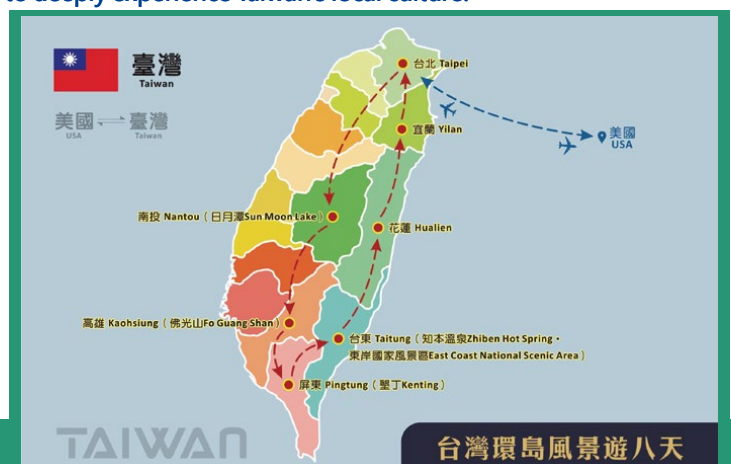 to deeply experience Taiwan's local culture.
臺灣
Taiwan
美國 臺灣
USA Taiwan
台北 Taipei
宜蘭 Yilan
美國
USA
南投 Nantou（日月潭Sun Moon Lake）
花蓮 Hualien
高雄 Kaohsiung（佛光山Fo Guang Shan）
台東 Taitung（知本溫泉Zhiben Hot Spring・
東岸國家風景區East Coast National Scenic Area）
屏東 Pingtung（墾丁Kenting）
TAIWAN
台灣環島風景遊八天